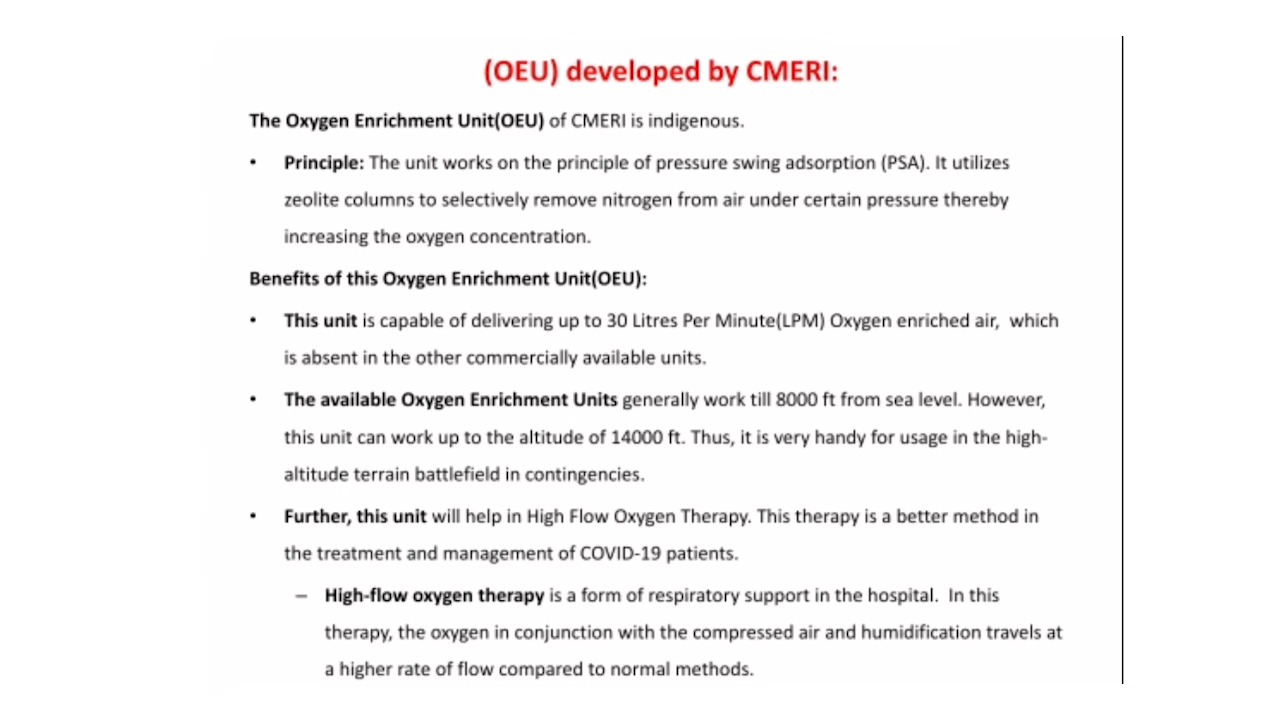 (OEU) developed by CMERI:
The Oxygen Enrichment Unit(OEU) of CMERI is indigenous.
• Principle: The unit works on the principle of pressure swing adsorption (PSA). It utilizes
zeolite columns to selectively remove nitrogen from air under certain pressure thereby
increasing the oxygen concentration.
Benefits of this Oxygen Enrichment Unit(OEU):
• This unit is capable of delivering up to 30 Litres Per Minute(LPM) Oxygen enriched air,  which
is absent in the other commercially available units.
• The available Oxygen Enrichment Units generally work till 8000 ft from sea level. However,
this unit can work up to the altitude of 14000 ft. Thus, it is very handy for usage in the high-
altitude terrain battlefield in contingencies.
• Further, this unit will help in High Flow Oxygen Therapy. This therapy is a better method in
the treatment and management of COVID-19 patients.
– High-flow oxygen therapy is a form of respiratory support in the hospital.  In this
therapy, the oxygen in conjunction with the compressed air and humidification travels at
a higher rate of flow compared to normal methods.